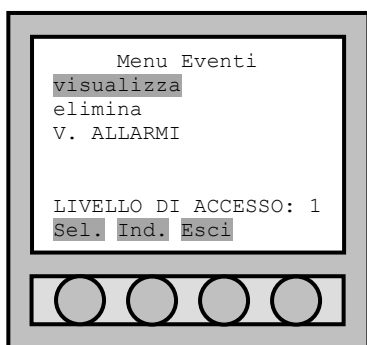 Menu Eventi
visualizza
elimina
V. ALLARMI
LIVELLO DI ACCESSO: 1
Sel. Ind. Esci